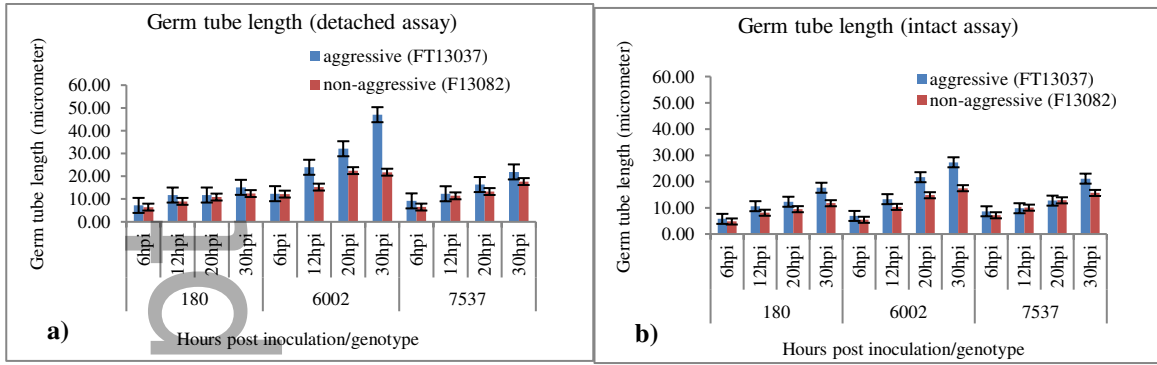 Germ tube length (detached assay)
aggressive (FT13037)
non-aggressive (F13082)
Germ tube length (micrometer)
60.00
50.00
40.00
30.00
20.00
10.00
0.00
6hpi 12hpi 20hpi 30hpi 6hpi 12hpi 20hpi 30hpi 6hpi 12hpi 20hpi 30hpi
180 6002 7537
a)
Hours post inoculation/genotype
Germ tube length (intact assay)
aggressive (FT13037)
non-aggressive (F13082)
Germ tube length (micrometer)
60.00
50.00
40.00
30.00
20.00
10.00
0.00
6hpi 12hpi 20hpi 30hpi 6hpi 12hpi 20hpi 30hpi 6hpi 12hpi 20hpi 30hpi
180 6002 7537
b)
Hours post inoculation/genotype